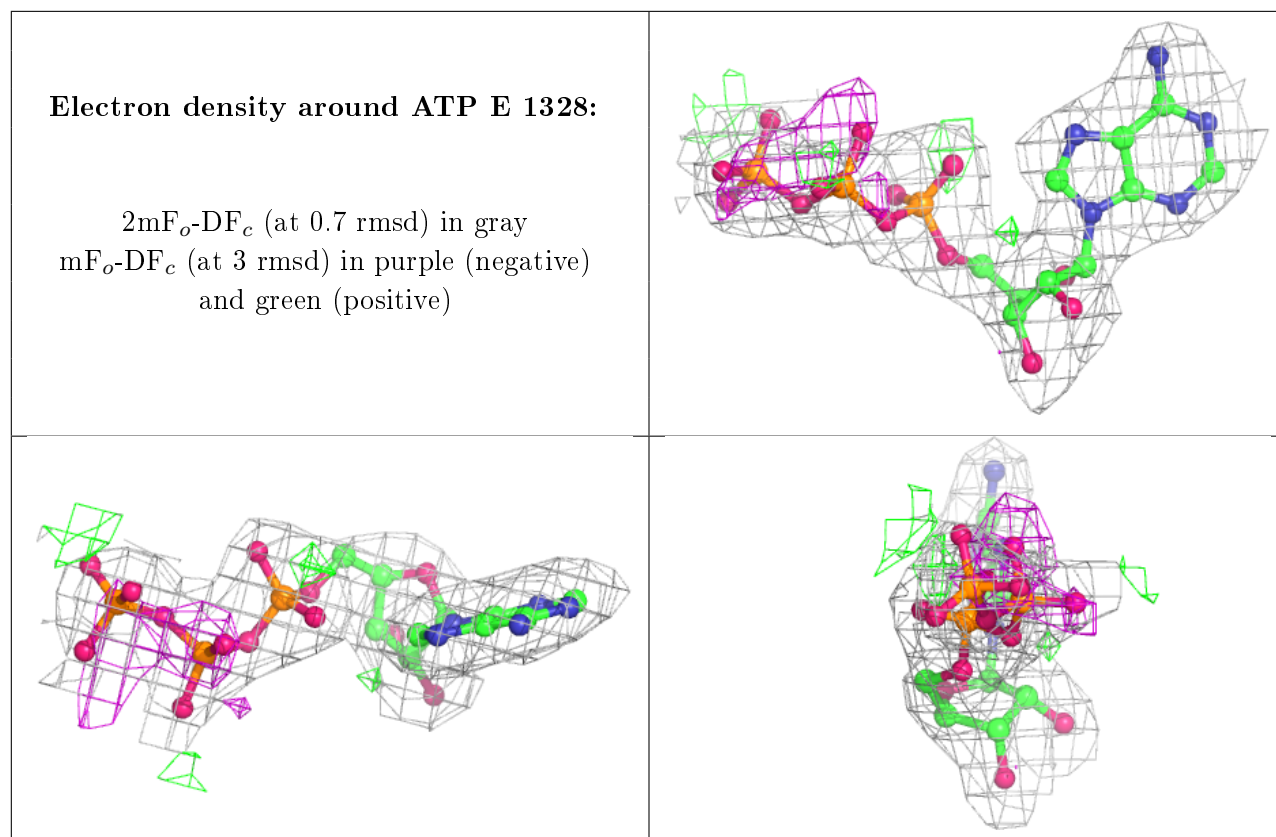 Electron density around ATP E 1328:
2mFo-DFc (at 0.7 rmsd) in gray
mFo-DFc (at 3 rmsd) in purple (negative)
and green (positive)